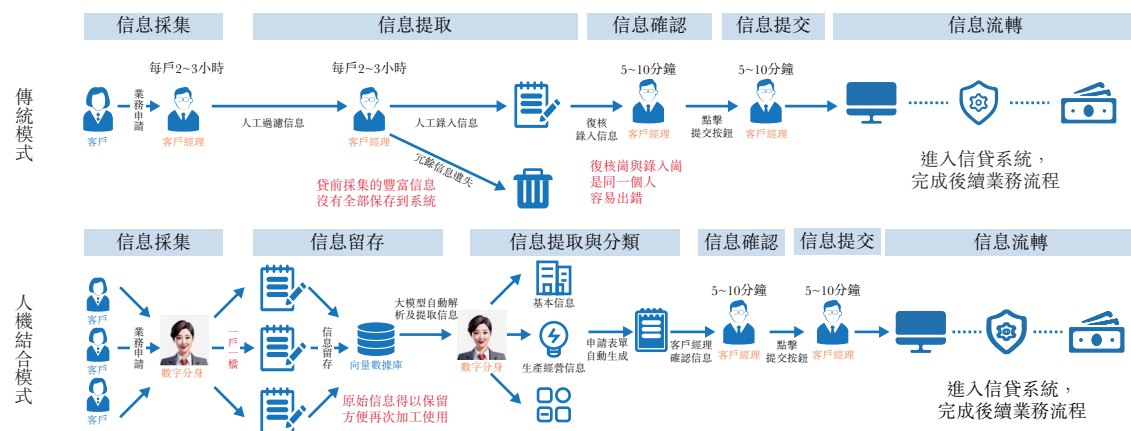 信息採集
信息提取
信息確認
信息提交
信息流轉
傳統模式
客戶
業務申請
每戶2~3小時
客戶經理
人工過濾信息
每戶2~3小時
客戶經理
人工錄入信息
冗餘信息遺失
貸前採集的豐富信息
沒有全部保存到系統
復核
錄入信息
5~10分鐘
客戶經理
復核崗與錄入崗
是同一個人
容易出錯
點擊
提交按鈕
5~10分鐘
客戶經理
進入信貸系統，
完成後續業務流程
信息採集
信息留存
信息提取與分類
信息確認
信息提交
信息流轉
人機結合模式
客戶
客戶
客戶
業務申請
數字分身
一戶一檔
信息留存
向量數據庫
原始信息得以保留
方便再次加工使用
大模型自動解
析及提取信息
數字分身
基本信息
生產經營信息
申請表單
自動生成
客戶經理
確認信息
5~10分鐘
客戶經理
點擊
提交按鈕
5~10分鐘
客戶經理
進入信貸系統，
完成後續業務流程